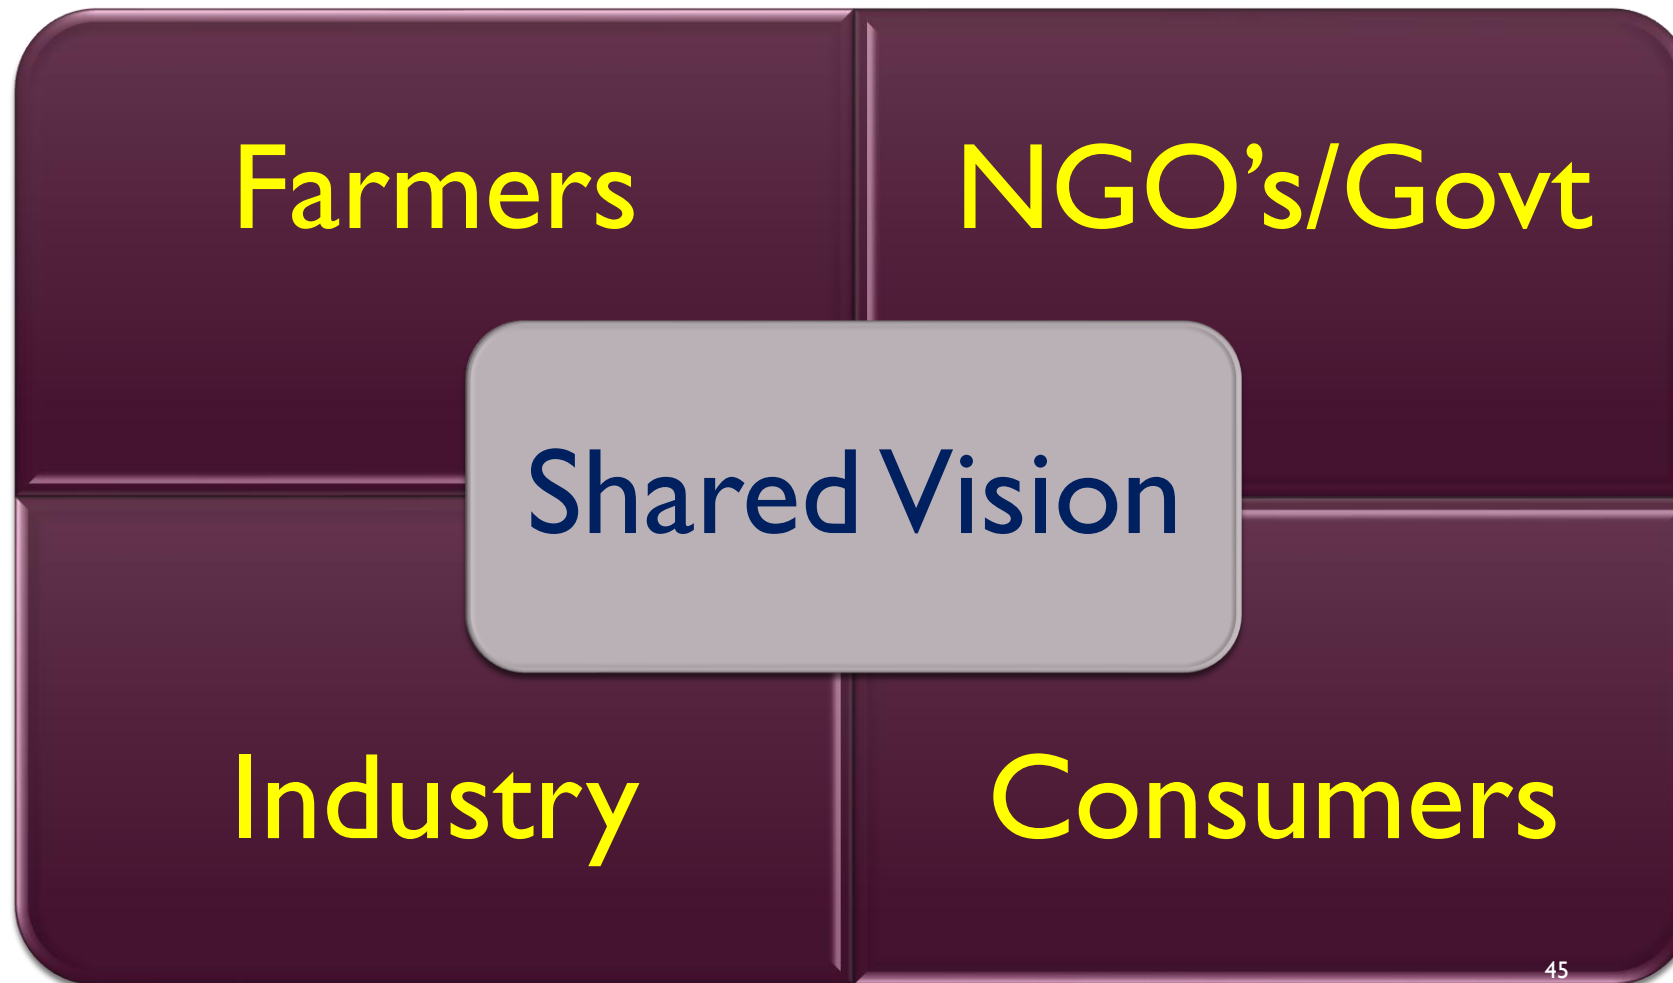 Farmers
NGO’s/Govt
Shared Vision
Industry
Consumers
45